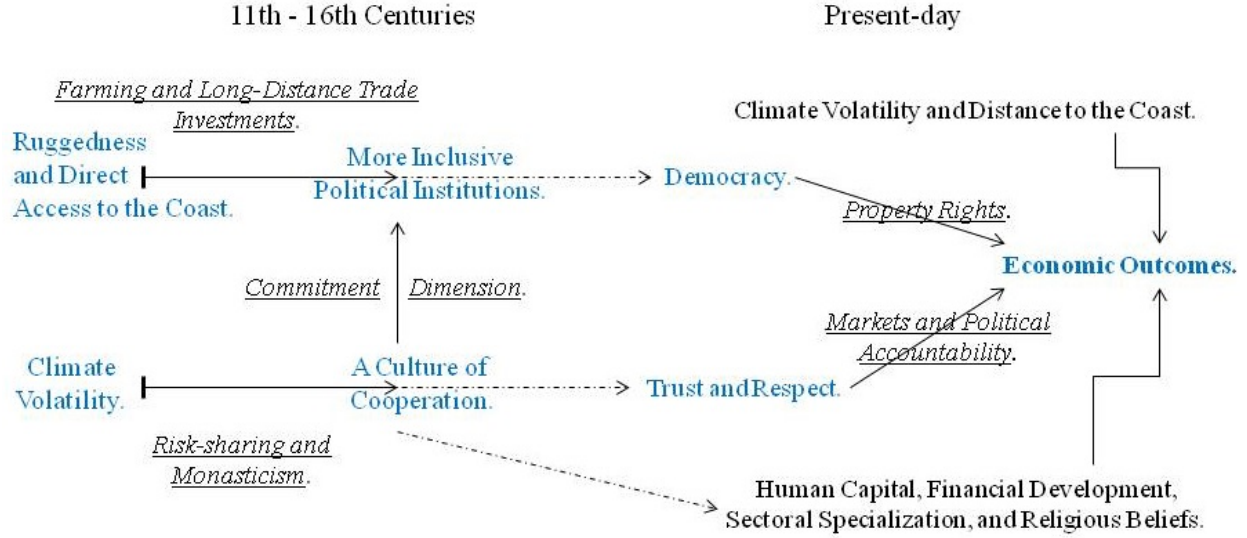 11th - 16th Centuries
Present-day
Farming and Long-Distance Trade
Investments.
Climate Volatility and Distance to the Coast.
Ruggedness
and Direct
Access to the Coast.
More Inclusive
Political Institutions.
Democracy.
Property Rights.
Economic Outcomes.
Commitment Dimension.
Markets and Political
Accountability.
Climate
Volatility.
A Culture of
Cooperation.
Trust and Respect.
Risk-sharing and
Monasticism.
Human Capital, Financial Development,
Sectoral Specialization, and Religious Beliefs.